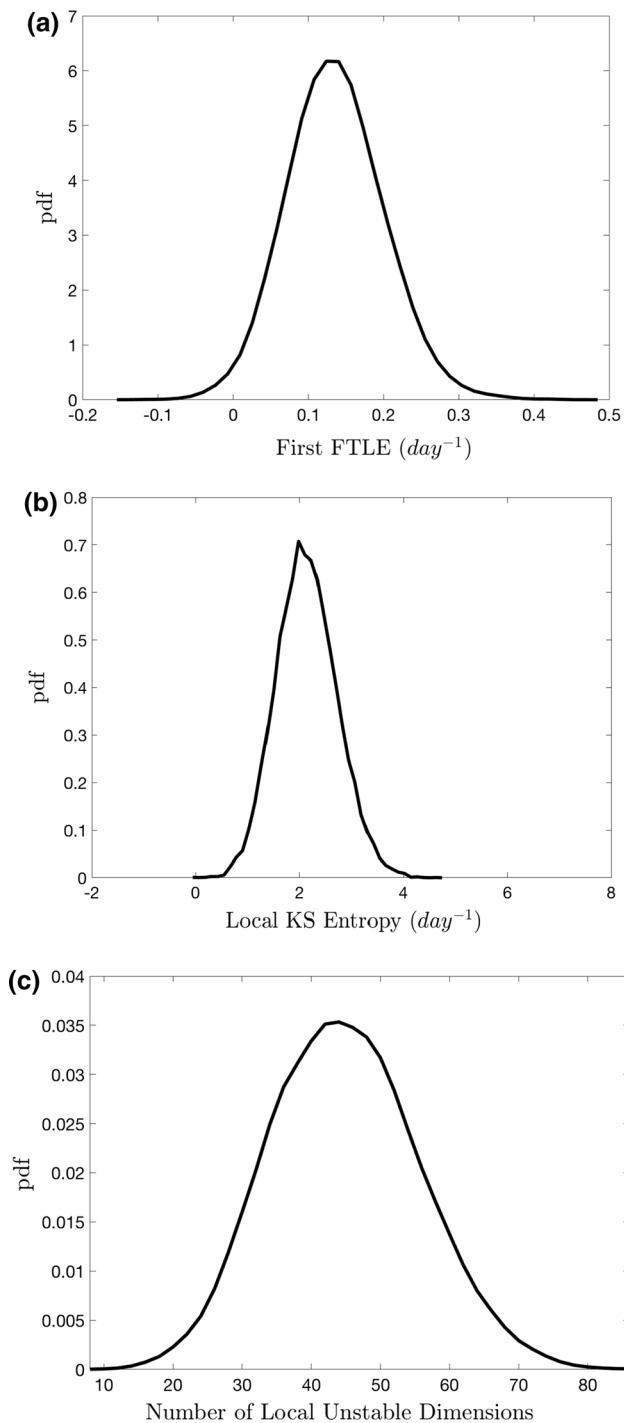 (a)
7
6
5
4
3
2
1
0
pdf
-0.2 -0.1 0 0.1 0.2 0.3 0.4 0.5
First FTLE (day⁻¹)
(b)
0.8
0.7
0.6
0.5
0.4
0.3
0.2
0.1
0
pdf
-2 0 2 4 6 8
Local KS Entropy (day⁻¹)
(c)
0.04
0.035
0.03
0.025
0.02
0.015
0.01
0.005
0
pdf
10 20 30 40 50 60 70 80
Number of Local Unstable Dimensions